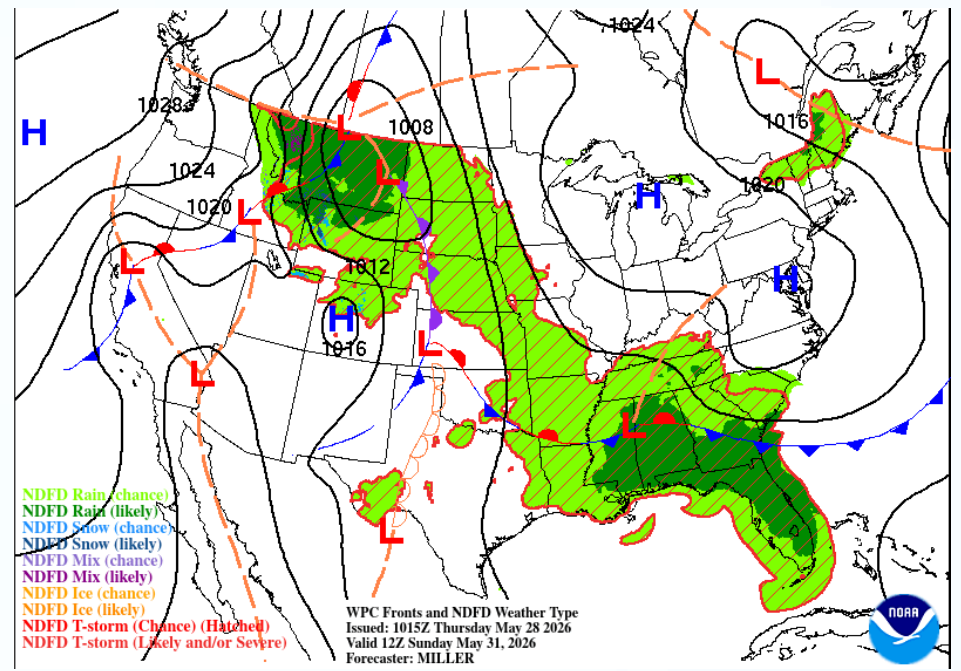 1024
L
1028
1008
1016
H
L
L
1024
1020
H
1020
L
L
1012
H
H
1016
L
L
L
L
NDFD Rain (chance)
NDFD Rain (likely)
NDFD Snow (chance)
NDFD Snow (likely)
NDFD Mix (chance)
NDFD Mix (likely)
NDFD Ice (chance)
NDFD Ice (likely)
NDFD T-storm (Chance) (Hatched)
NDFD T-storm (Likely and/or Severe)
WPC Fronts and NDFD Weather Type
Issued: 1015Z Thursday May 28 2026
Valid 12Z Sunday May 31, 2026
Forecaster: MILLER
NOAA